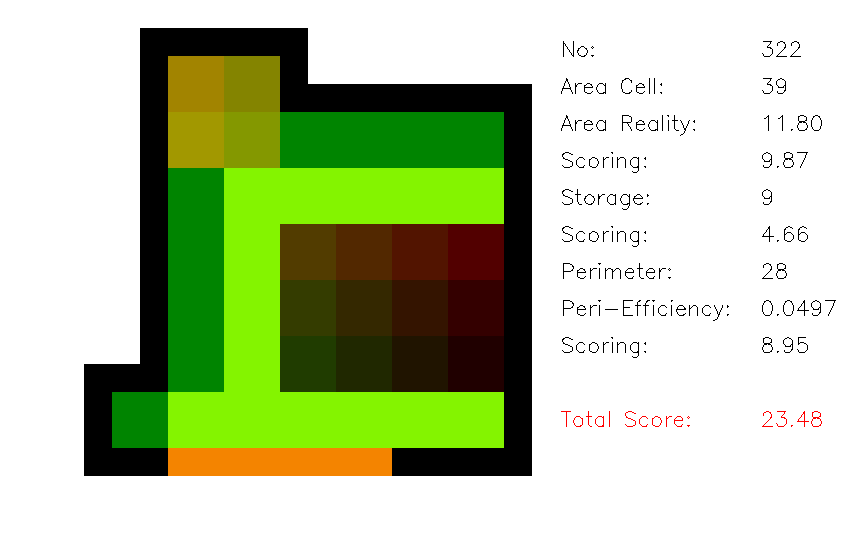 No: 322
Area Cell: 39
Area Reality: 11.80
Scoring: 9.87
Storage: 9
Scoring: 4.66
Perimeter: 28
Peri-Efficiency: 0.0497
Scoring: 8.95
Total Score: 23.48